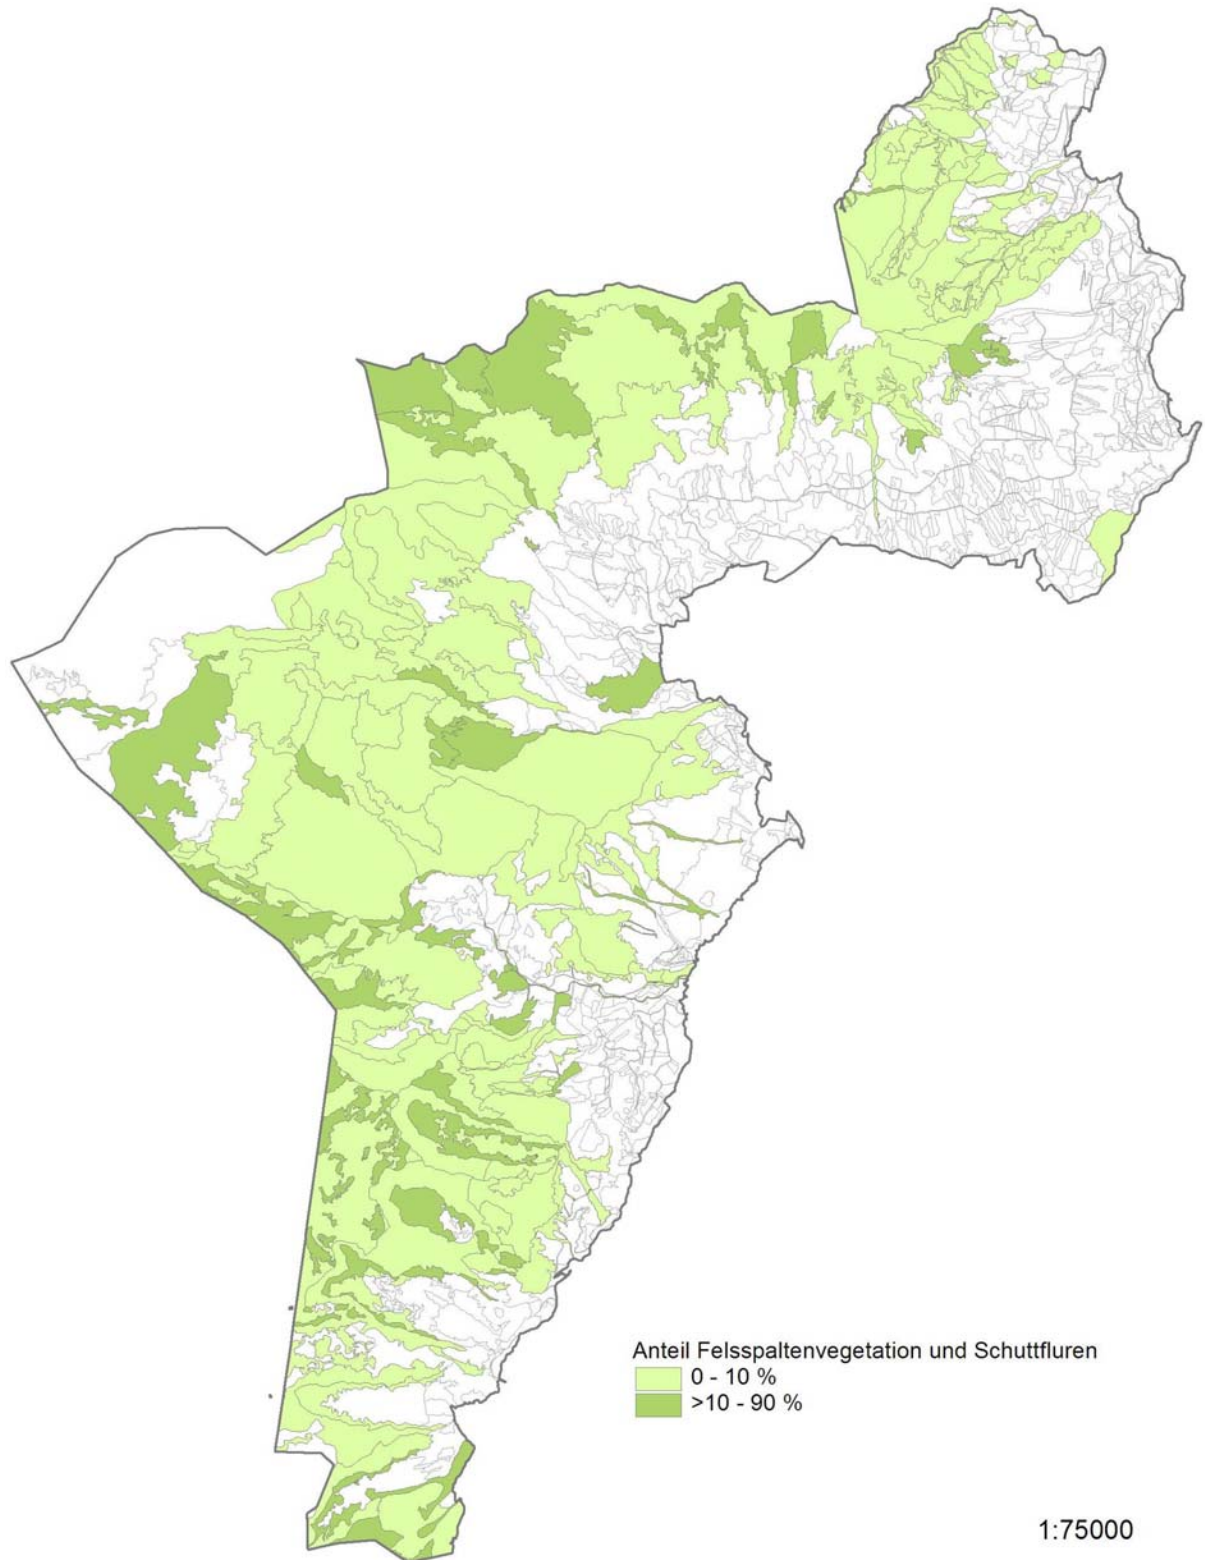 Anteil Felsspaltenvegetation und Schuttfluren
0 - 10 %
>10 - 90 %
1:75000